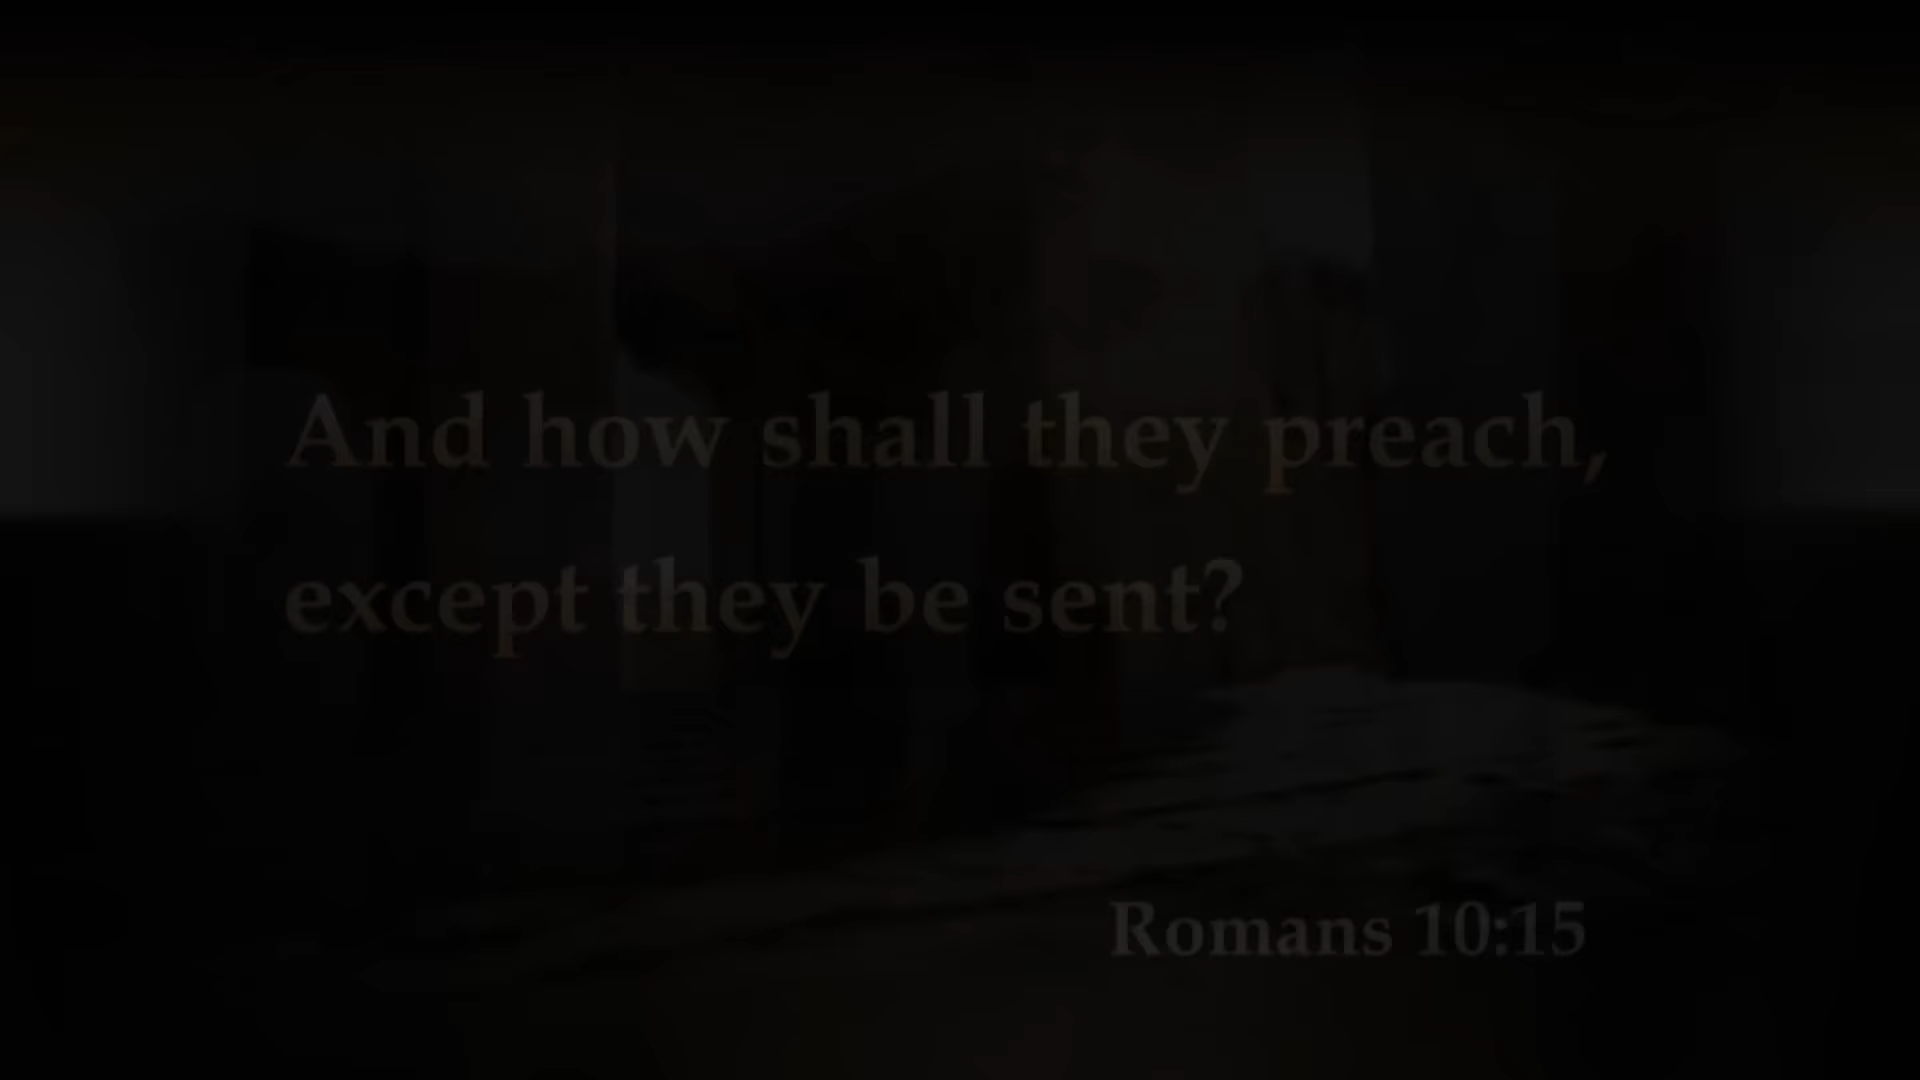 And how shall they preach,
except they be sent?
Romans 10:15